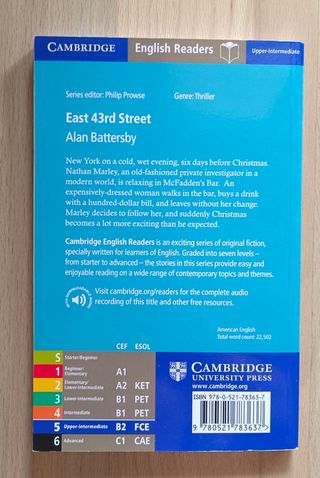 CAMBRIDGE English Readers Upper-intermediate
Series editor: Philip Prowse Genre: Thriller
East 43rd Street
Alan Battersby
New York on a cold, wet evening, six days before Christmas.
Nathan Marley, an old-fashioned private investigator in a
modern world, is relaxing in McFadden's Bar. An
expensively-dressed woman walks in the bar, buys a drink
with a hundred-dollar bill, and leaves without her change.
Marley decides to follow her, and suddenly Christmas
becomes a lot more exciting than he expected.
Cambridge English Readers is an exciting series of original fiction,
specially written for learners of English. Graded into seven levels –
from starter to advanced – the stories in this series provide easy and
enjoyable reading on a wide range of contemporary topics and themes.
Visit cambridge.org/readers for the complete audio
recording of this title and other free resources.
American English
Total word count: 22,502
CEF ESOL
S Starter/Beginner
1 Beginner/Elementary A1
2 Elementary/Lower-intermediate A2 KET
3 Lower-intermediate B1 PET
4 Intermediate B1 PET
5 Upper-intermediate B2 FCE
6 Advanced C1 CAE
CAMBRIDGE
UNIVERSITY PRESS
www.cambridge.org
ISBN 978-0-521-78363-7
9 780521 783637 >